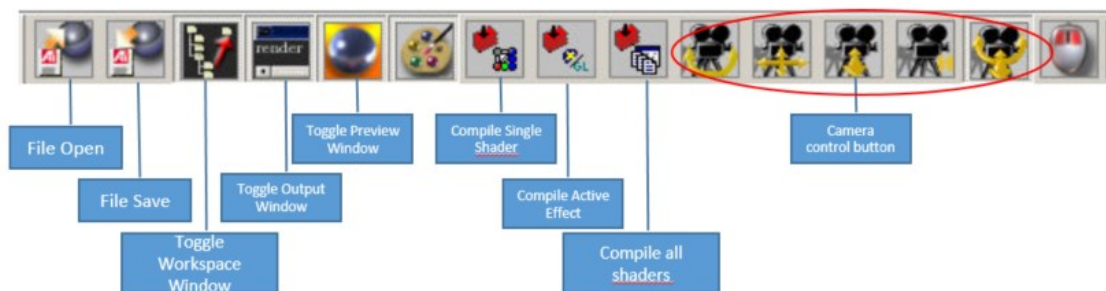 render
GL
Toggle Preview
Window
Compile Single
Shader
Camera
control button
File Open
Toggle Output
Window
File Save
Compile Active
Effect
Toggle
Workspace
Window
Compile all
shaders